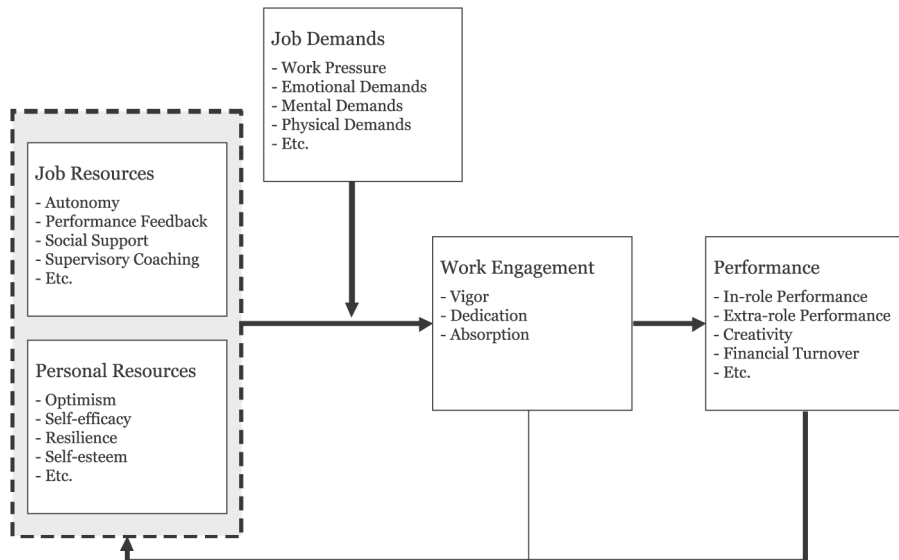 Job Demands
- Work Pressure
- Emotional Demands
- Mental Demands
- Physical Demands
- Etc.
Job Resources
- Autonomy
- Performance Feedback
- Social Support
- Supervisory Coaching
- Etc.
Personal Resources
- Optimism
- Self-efficacy
- Resilience
- Self-esteem
- Etc.
Work Engagement
- Vigor
- Dedication
- Absorption
Performance
- In-role Performance
- Extra-role Performance
- Creativity
- Financial Turnover
- Etc.